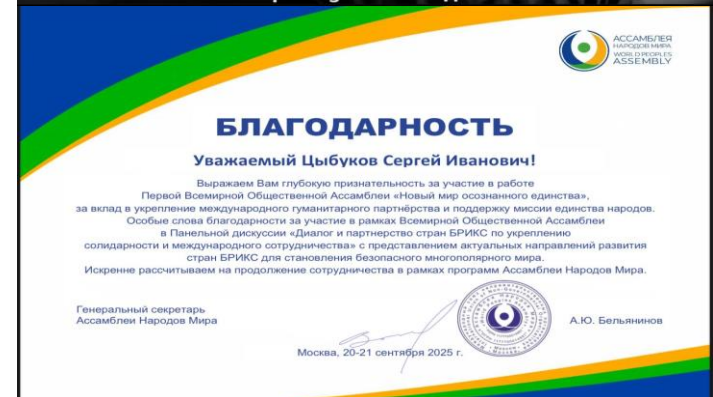 АССАМБЛЕЯ
НАРОДОВ МИРА
WORLD PEOPLES
ASSEMBLY
БЛАГОДАРНОСТЬ
Уважаемый Цыбуков Сергей Иванович!
Выражаем Вам глубокую признательность за участие в работе
Первой Всемирной Общественной Ассамблеи «Новый мир осознанного единства»,
за вклад в укрепление международного гуманитарного партнёрства и поддержку миссии единства народов.
Особые слова благодарности за участие в рамках Всемирной Общественной Ассамблеи
в Панельной дискуссии «Диалог и партнерство стран БРИКС по укреплению
солидарности и международного сотрудничества» с представлением актуальных направлений развития
стран БРИКС для становления безопасного многополярного мира.
Искренне рассчитываем на продолжение сотрудничества в рамках программ Ассамблеи Народов Мира.
Генеральный секретарь
Ассамблеи Народов Мира
А.Ю. Бельянинов
Москва, 20-21 сентября 2025 г.